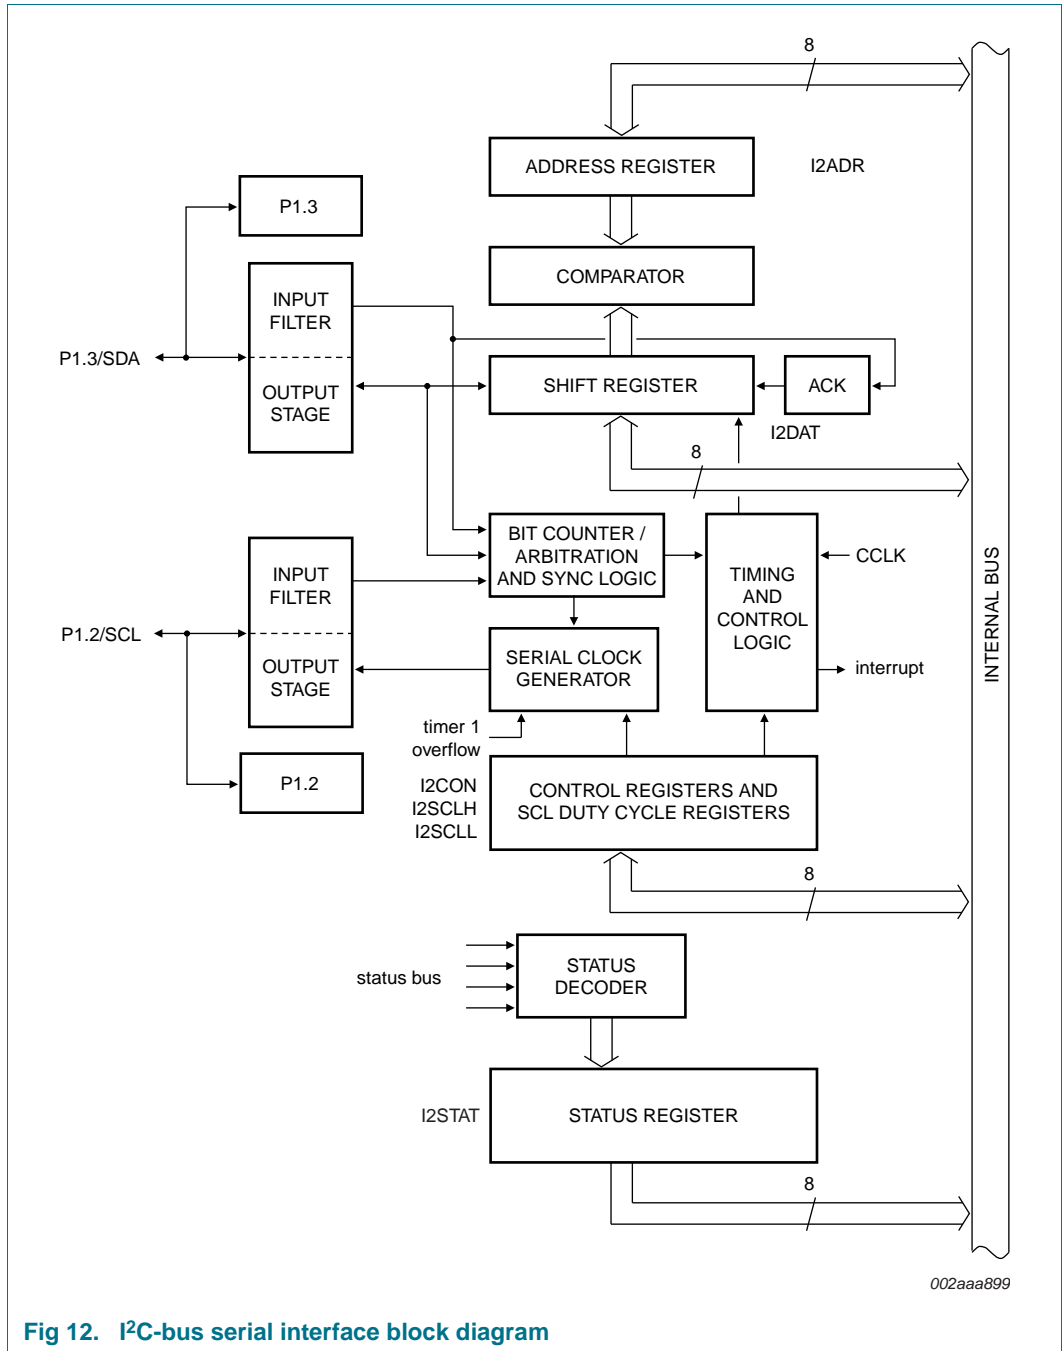 8
ADDRESS REGISTER
I2ADR
P1.3
COMPARATOR
INPUT
FILTER
P1.3/SDA
OUTPUT
STAGE
SHIFT REGISTER
ACK
I2DAT
8
BIT COUNTER /
ARBITRATION
AND SYNC LOGIC
INPUT
FILTER
TIMING
AND
CONTROL
LOGIC
CCLK
INTERNAL BUS
P1.2/SCL
OUTPUT
STAGE
SERIAL CLOCK
GENERATOR
interrupt
timer 1
overflow
P1.2
I2CON
I2SCLH
I2SCLL
CONTROL REGISTERS AND
SCL DUTY CYCLE REGISTERS
8
status bus
STATUS
DECODER
I2STAT
STATUS REGISTER
8
002aaa899
Fig 12. I²C-bus serial interface block diagram